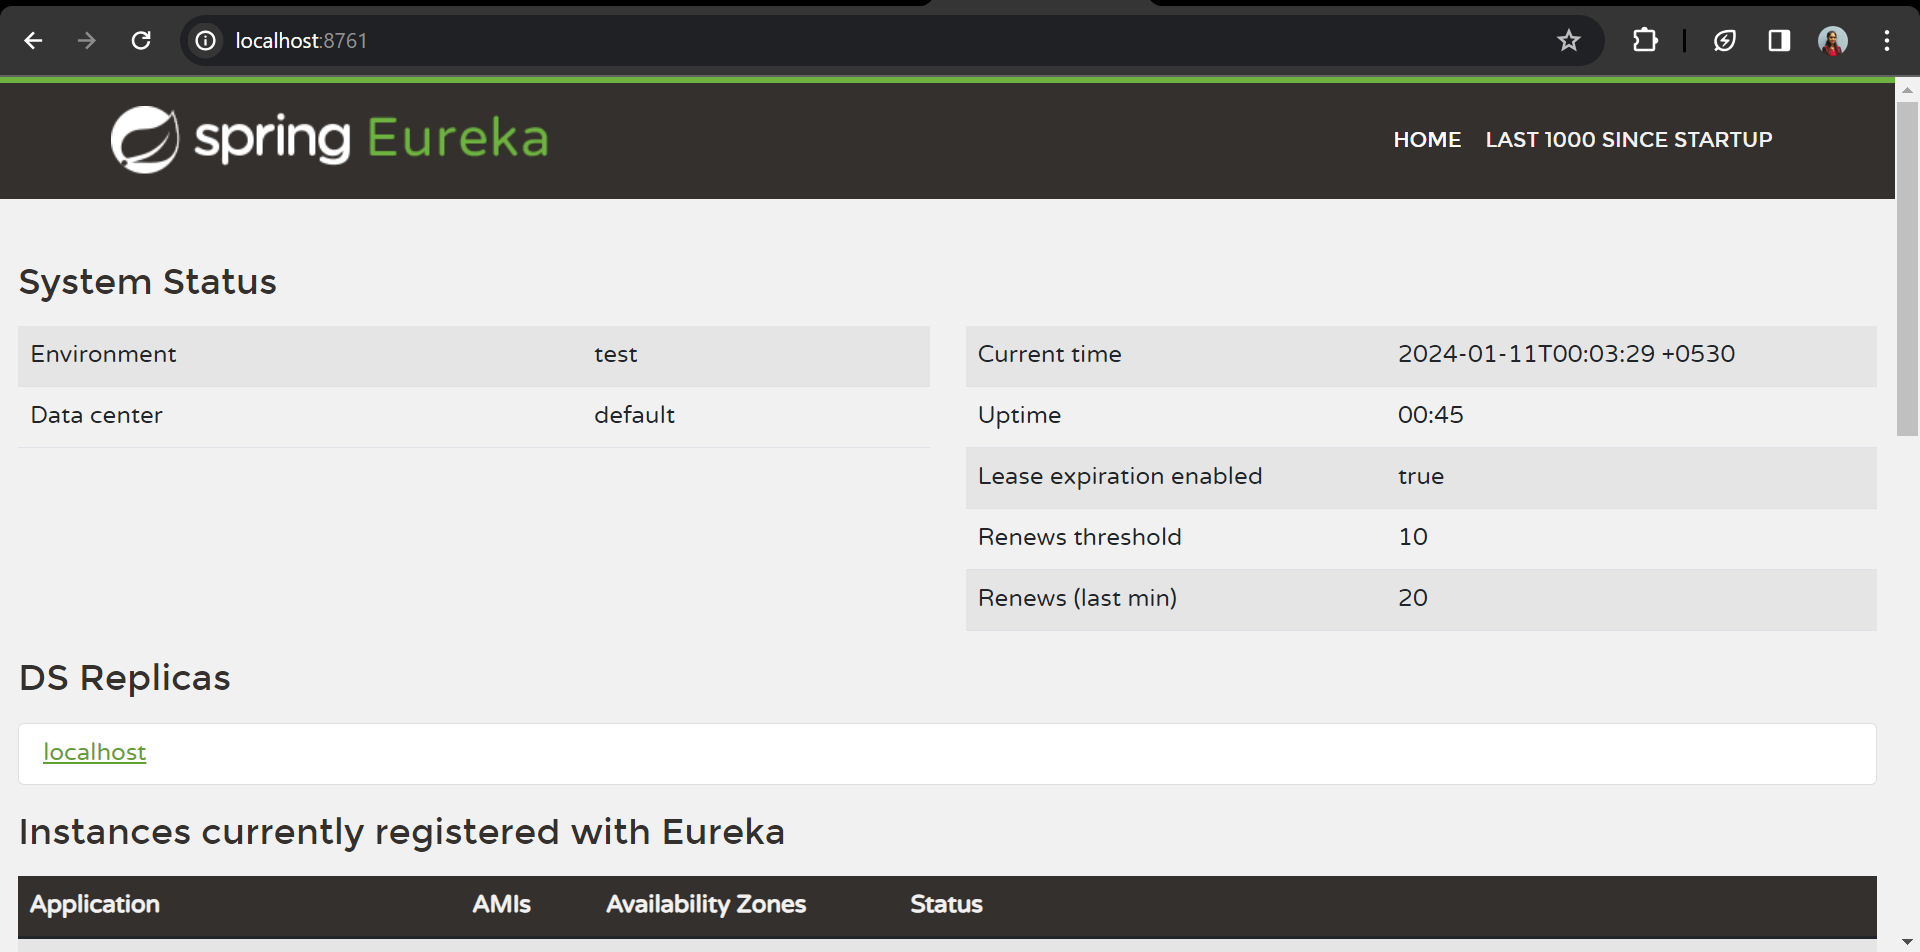 localhost:8761
spring Eureka
HOME LAST 1000 SINCE STARTUP
System Status
Environment test
Data center default
Current time 2024-01-11T00:03:29 +0530
Uptime 00:45
Lease expiration enabled true
Renews threshold 10
Renews (last min) 20
DS Replicas
localhost
Instances currently registered with Eureka
Application AMIs Availability Zones Status